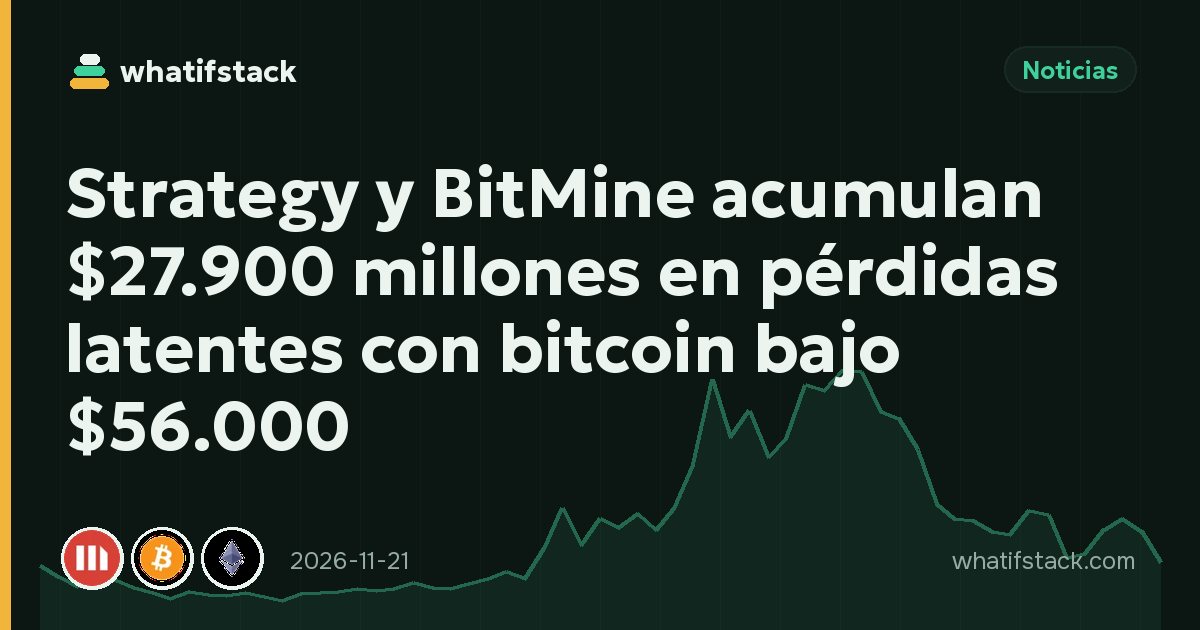 whatifstack
Noticias
Strategy y BitMine acumulan
$27.900 millones en pérdidas
latentes con bitcoin bajo
$56.000
2026-11-21
whatifstack.com